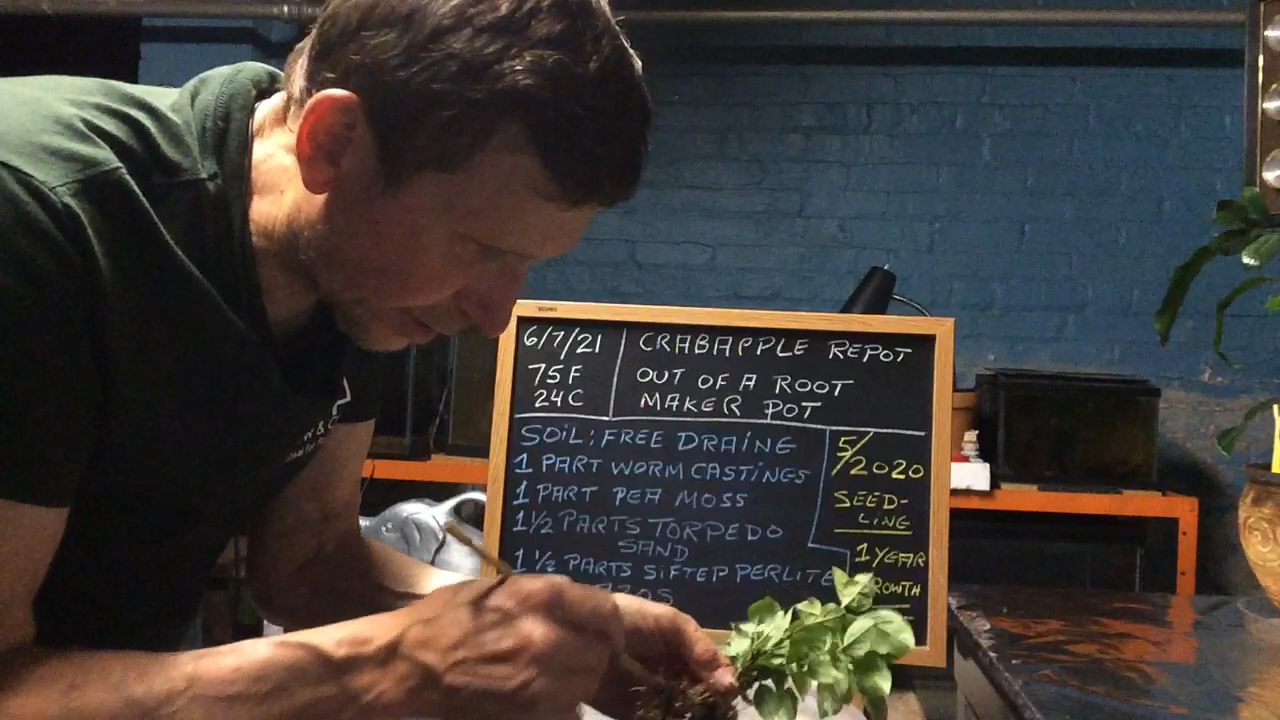 6/7/21
75F
24C
CRABAPPLE REPOT
OUT OF A ROOT
MAKER POT
SOIL: FREE DRAINE
1 PART WORM CASTINGS
1 PART PEA MOSS
1½ PARTS TORPEDO
SAND
1½ PARTS SIFTEP PERLITE
5/2020
SEED-
LING
1 YEAR
ROWTH